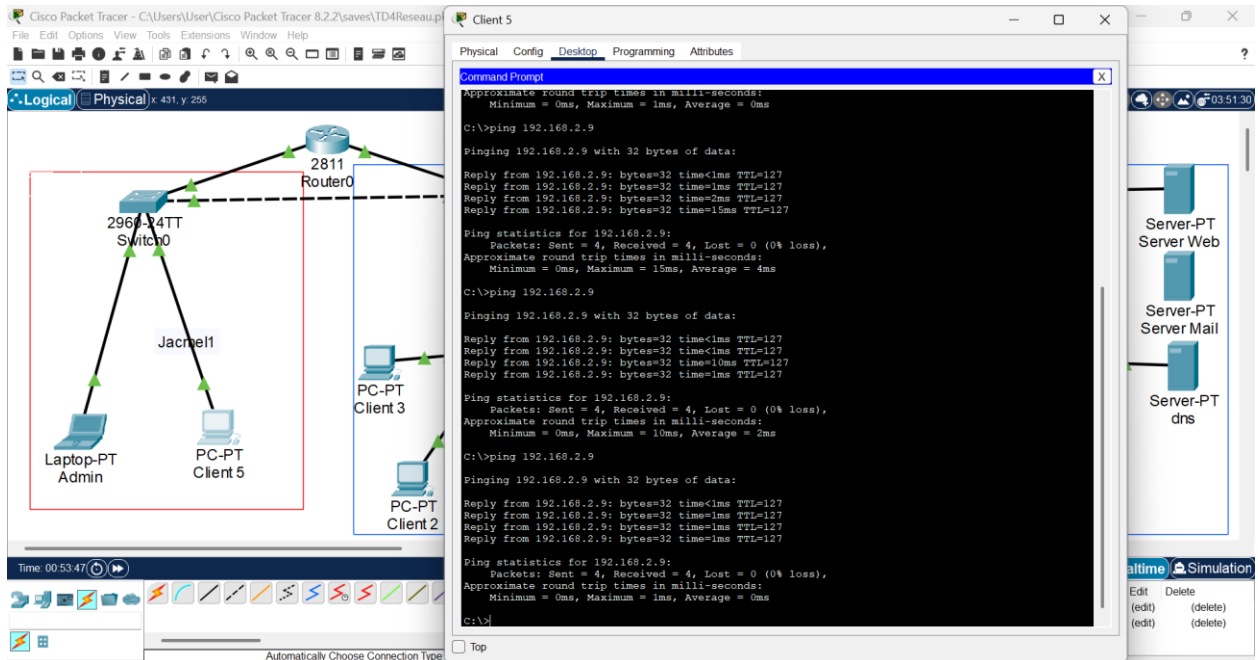 Cisco Packet Tracer - C:\Users\User\Cisco Packet Tracer 8.2.2\saves\TD4Reseau.pk
File Edit Options View Tools Extensions Window Help
Logical Physical x: 431, y: 255
03:51:30
2811
Router0
2960-24TT
Switch0
Jacmel1
Laptop-PT
Admin
PC-PT
Client 5
PC-PT
Client 3
PC-PT
Client 2
Time: 00:53:47
Automatically Choose Connection Type
Client 5
Physical Config Desktop Programming Attributes
Command Prompt
X
Approximate round trip times in milli-seconds:
Minimum = 0ms, Maximum = 1ms, Average = 0ms
C:\>ping 192.168.2.9
Pinging 192.168.2.9 with 32 bytes of data:
Reply from 192.168.2.9: bytes=32 time<1ms TTL=127
Reply from 192.168.2.9: bytes=32 time=1ms TTL=127
Reply from 192.168.2.9: bytes=32 time=2ms TTL=127
Reply from 192.168.2.9: bytes=32 time=15ms TTL=127
Ping statistics for 192.168.2.9:
Packets: Sent = 4, Received = 4, Lost = 0 (0% loss),
Approximate round trip times in milli-seconds:
Minimum = 0ms, Maximum = 15ms, Average = 4ms
C:\>ping 192.168.2.9
Pinging 192.168.2.9 with 32 bytes of data:
Reply from 192.168.2.9: bytes=32 time<1ms TTL=127
Reply from 192.168.2.9: bytes=32 time<1ms TTL=127
Reply from 192.168.2.9: bytes=32 time=10ms TTL=127
Reply from 192.168.2.9: bytes=32 time=1ms TTL=127
Ping statistics for 192.168.2.9:
Packets: Sent = 4, Received = 4, Lost = 0 (0% loss),
Approximate round trip times in milli-seconds:
Minimum = 0ms, Maximum = 10ms, Average = 2ms
C:\>ping 192.168.2.9
Pinging 192.168.2.9 with 32 bytes of data:
Reply from 192.168.2.9: bytes=32 time<1ms TTL=127
Reply from 192.168.2.9: bytes=32 time=1ms TTL=127
Reply from 192.168.2.9: bytes=32 time=1ms TTL=127
Reply from 192.168.2.9: bytes=32 time=1ms TTL=127
Ping statistics for 192.168.2.9:
Packets: Sent = 4, Received = 4, Lost = 0 (0% loss),
Approximate round trip times in milli-seconds:
Minimum = 0ms, Maximum = 1ms, Average = 0ms
C:\>
Top
?
Server-PT
Server Web
Server-PT
Server Mail
Server-PT
dns
altime Simulation
Edit Delete
(edit) (delete)
(edit) (delete)